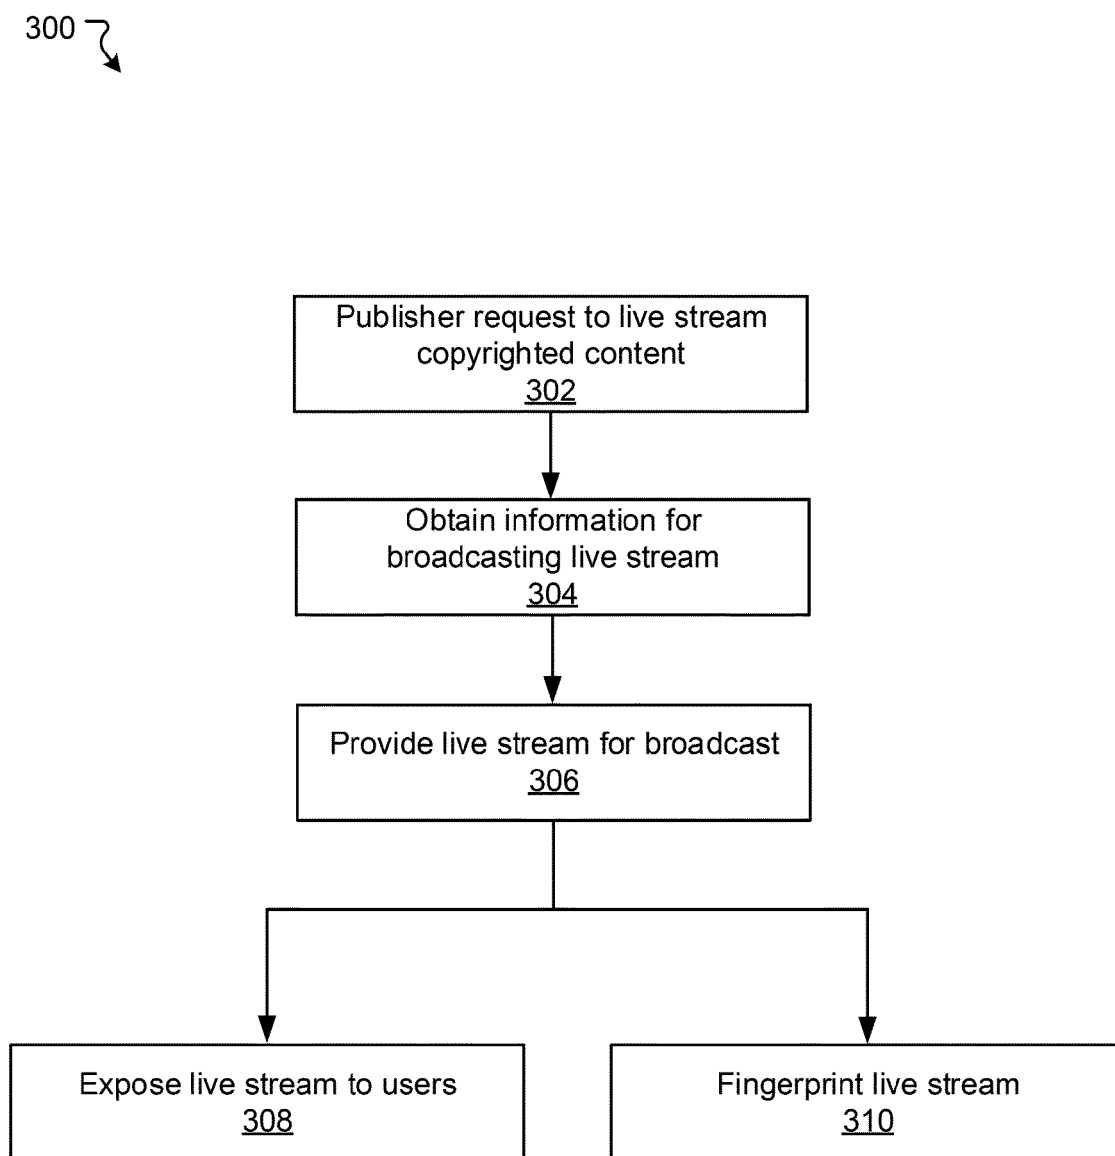 300
Publisher request to live stream
copyrighted content
302
Obtain information for
broadcasting live stream
304
Provide live stream for broadcast
306
Expose live stream to users
308
Fingerprint live stream
310